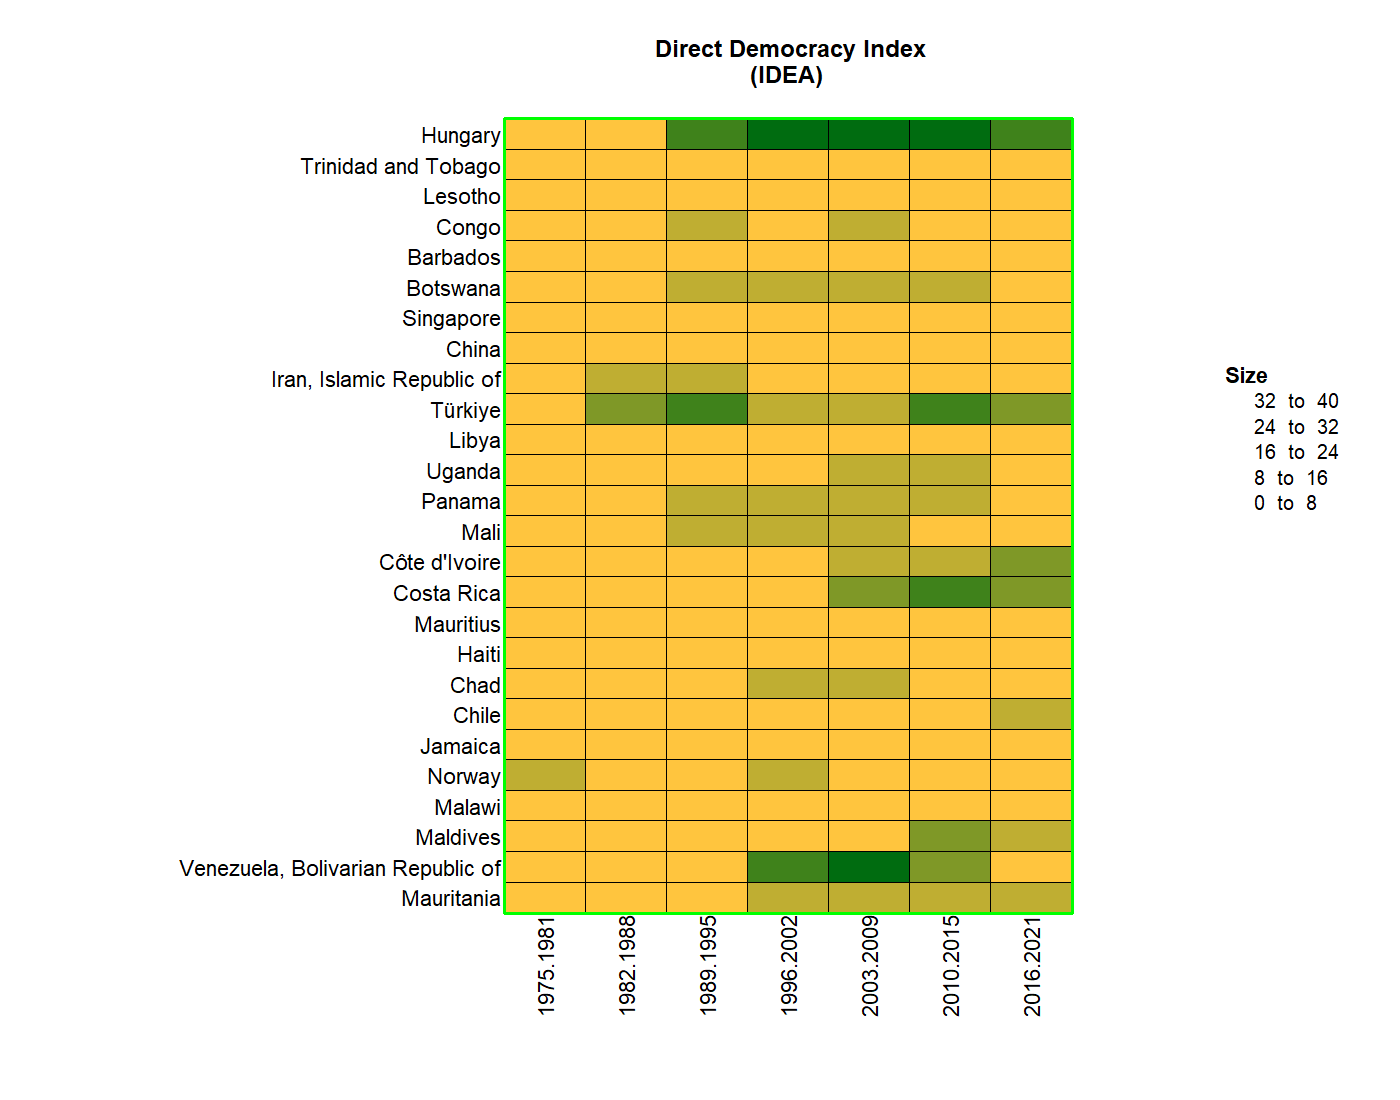 Direct Democracy Index
(IDEA)
Hungary
Trinidad and Tobago
Lesotho
Congo
Barbados
Botswana
Singapore
China
Iran, Islamic Republic of
Türkiye
Libya
Uganda
Panama
Mali
Côte d'Ivoire
Costa Rica
Mauritius
Haiti
Chad
Chile
Jamaica
Norway
Malawi
Maldives
Venezuela, Bolivarian Republic of
Mauritania
1975.1981
1982.1988
1989.1995
1996.2002
2003.2009
2010.2015
2016.2021
Size
32 to 40
24 to 32
16 to 24
8 to 16
0 to 8